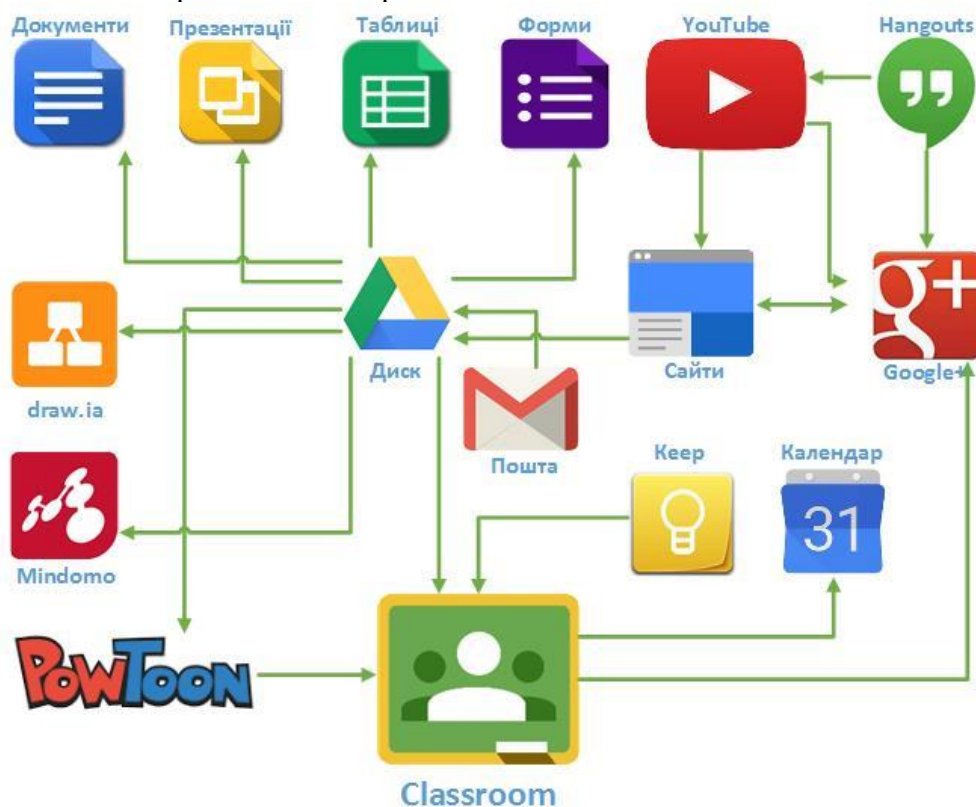 Документи
Презентації
Таблиці
Форми
YouTube
Hangouts
g+
Диск
Сайти
Google+
draw.ia
Пошта
Keep
Календар
31
Mindomo
POWTOON
Classroom